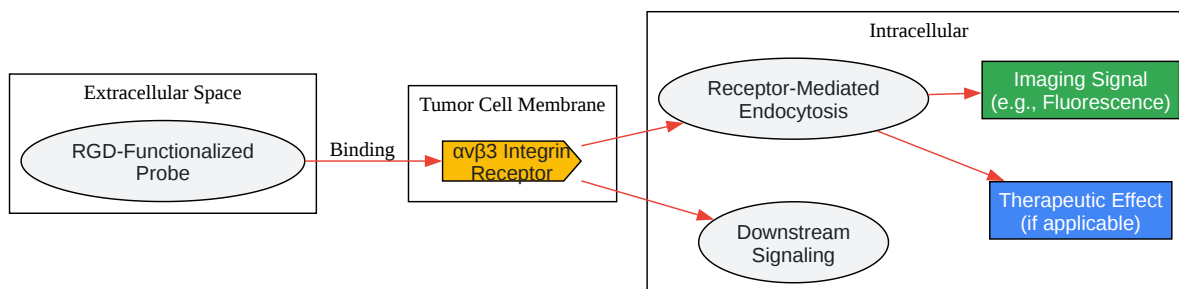 Extracellular Space
RGD-Functionalized
Probe
Binding
Tumor Cell Membrane
αvβ3 Integrin
Receptor
Intracellular
Receptor-Mediated
Endocytosis
Downstream
Signaling
Imaging Signal
(e.g., Fluorescence)
Therapeutic Effect
(if applicable)